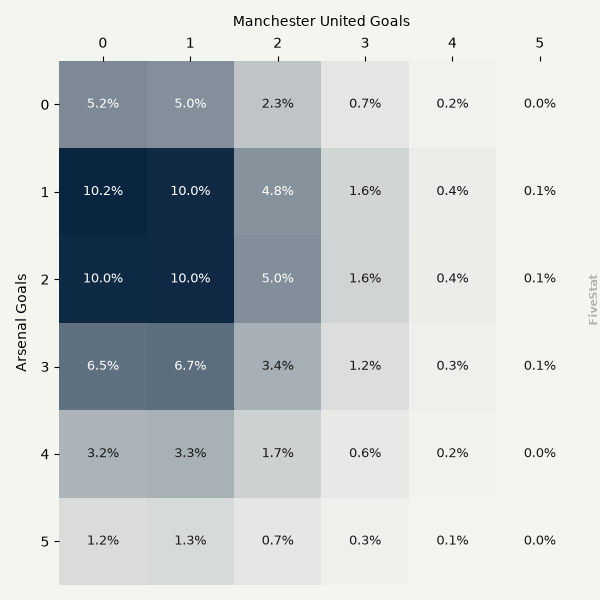 Manchester United Goals
0 1 2 3 4 5
0 5.2% 5.0% 2.3% 0.7% 0.2% 0.0%
1 10.2% 10.0% 4.8% 1.6% 0.4% 0.1%
2 10.0% 10.0% 5.0% 1.6% 0.4% 0.1%
3 6.5% 6.7% 3.4% 1.2% 0.3% 0.1%
4 3.2% 3.3% 1.7% 0.6% 0.2% 0.0%
5 1.2% 1.3% 0.7% 0.3% 0.1% 0.0%
Arsenal Goals
FiveStat